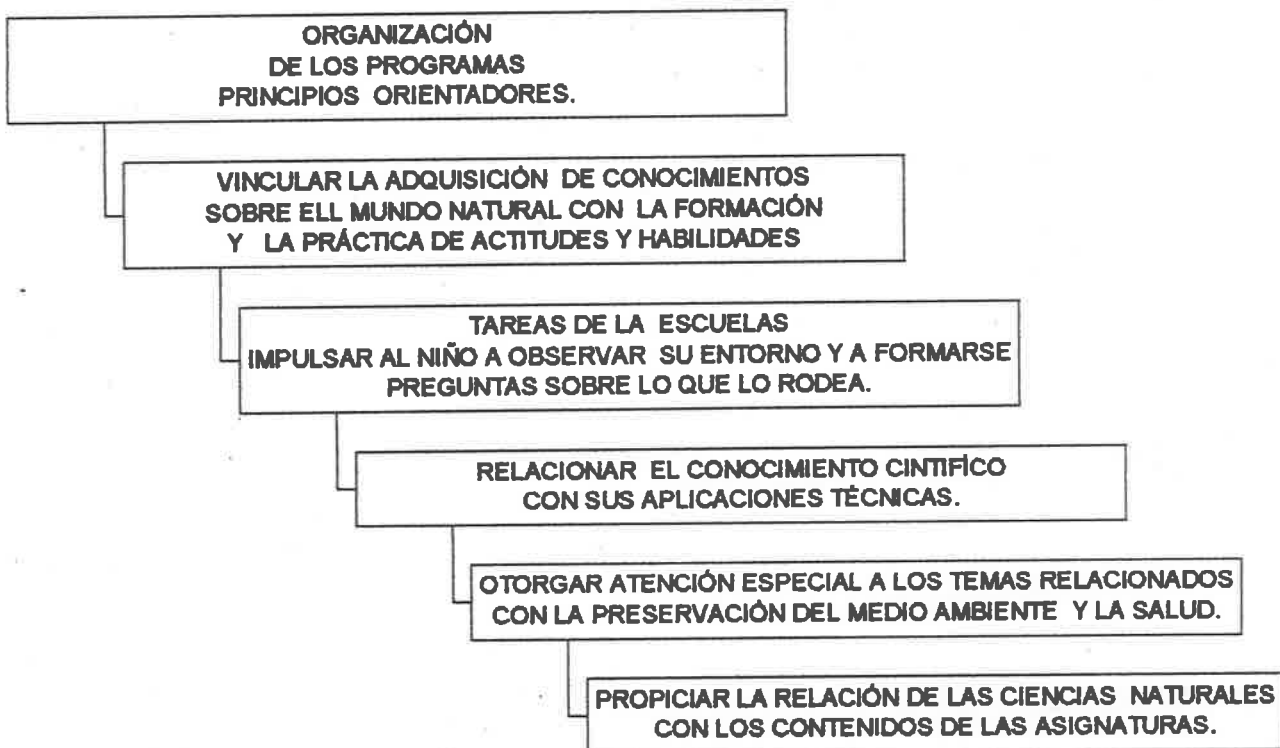 ORGANIZACIÓN
DE LOS PROGRAMAS
PRINCIPIOS ORIENTADORES.
VINCULAR LA ADQUISICIÓN DE CONOCIMIENTOS
SOBRE ELL MUNDO NATURAL CON LA FORMACIÓN
Y LA PRÁCTICA DE ACTITUDES Y HABILIDADES
TAREAS DE LA ESCUELAS
IMPULSAR AL NIÑO A OBSERVAR SU ENTORNO Y A FORMARSE
PREGUNTAS SOBRE LO QUE LO RODEA.
RELACIONAR EL CONOCIMIENTO CINTIFÍCO
CON SUS APLICACIONES TÉCNICAS.
OTORGAR ATENCIÓN ESPECIAL A LOS TEMAS RELACIONADOS
CON LA PRESERVACIÓN DEL MEDIO AMBIENTE Y LA SALUD.
PROPICIAR LA RELACIÓN DE LAS CIENCIAS NATURALES
CON LOS CONTENIDOS DE LAS ASIGNATURAS.